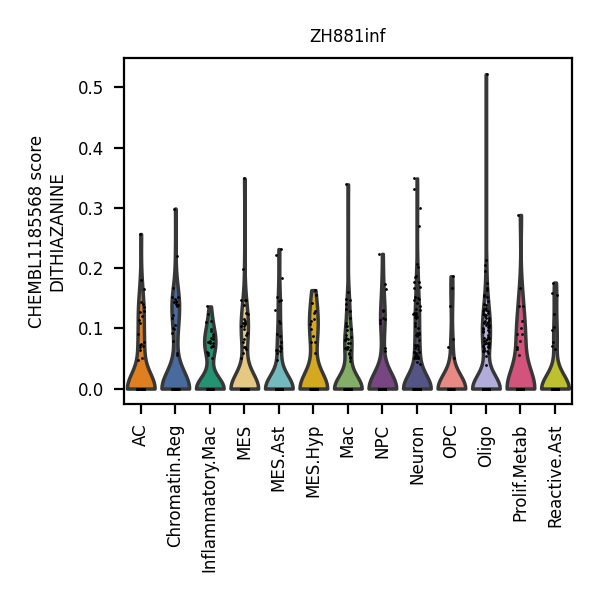 ZH881inf
CHEMBL1185568 score
DITHIAZANINE
0.5
0.4
0.3
0.2
0.1
0.0
AC
Chromatin.Reg
Inflammatory.Mac
MES
MES.Ast
MES.Hyp
Mac
NPC
Neuron
OPC
Oligo
Prolif.Metab
Reactive.Ast